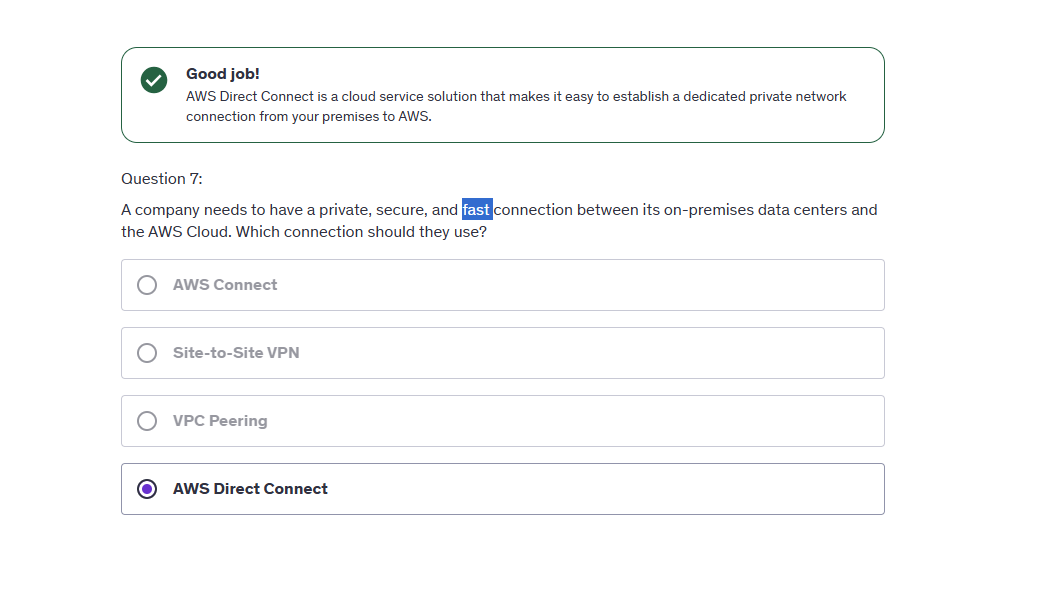 Good job!
AWS Direct Connect is a cloud service solution that makes it easy to establish a dedicated private network
connection from your premises to AWS.
Question 7:
A company needs to have a private, secure, and fast connection between its on-premises data centers and
the AWS Cloud. Which connection should they use?
AWS Connect
Site-to-Site VPN
VPC Peering
AWS Direct Connect